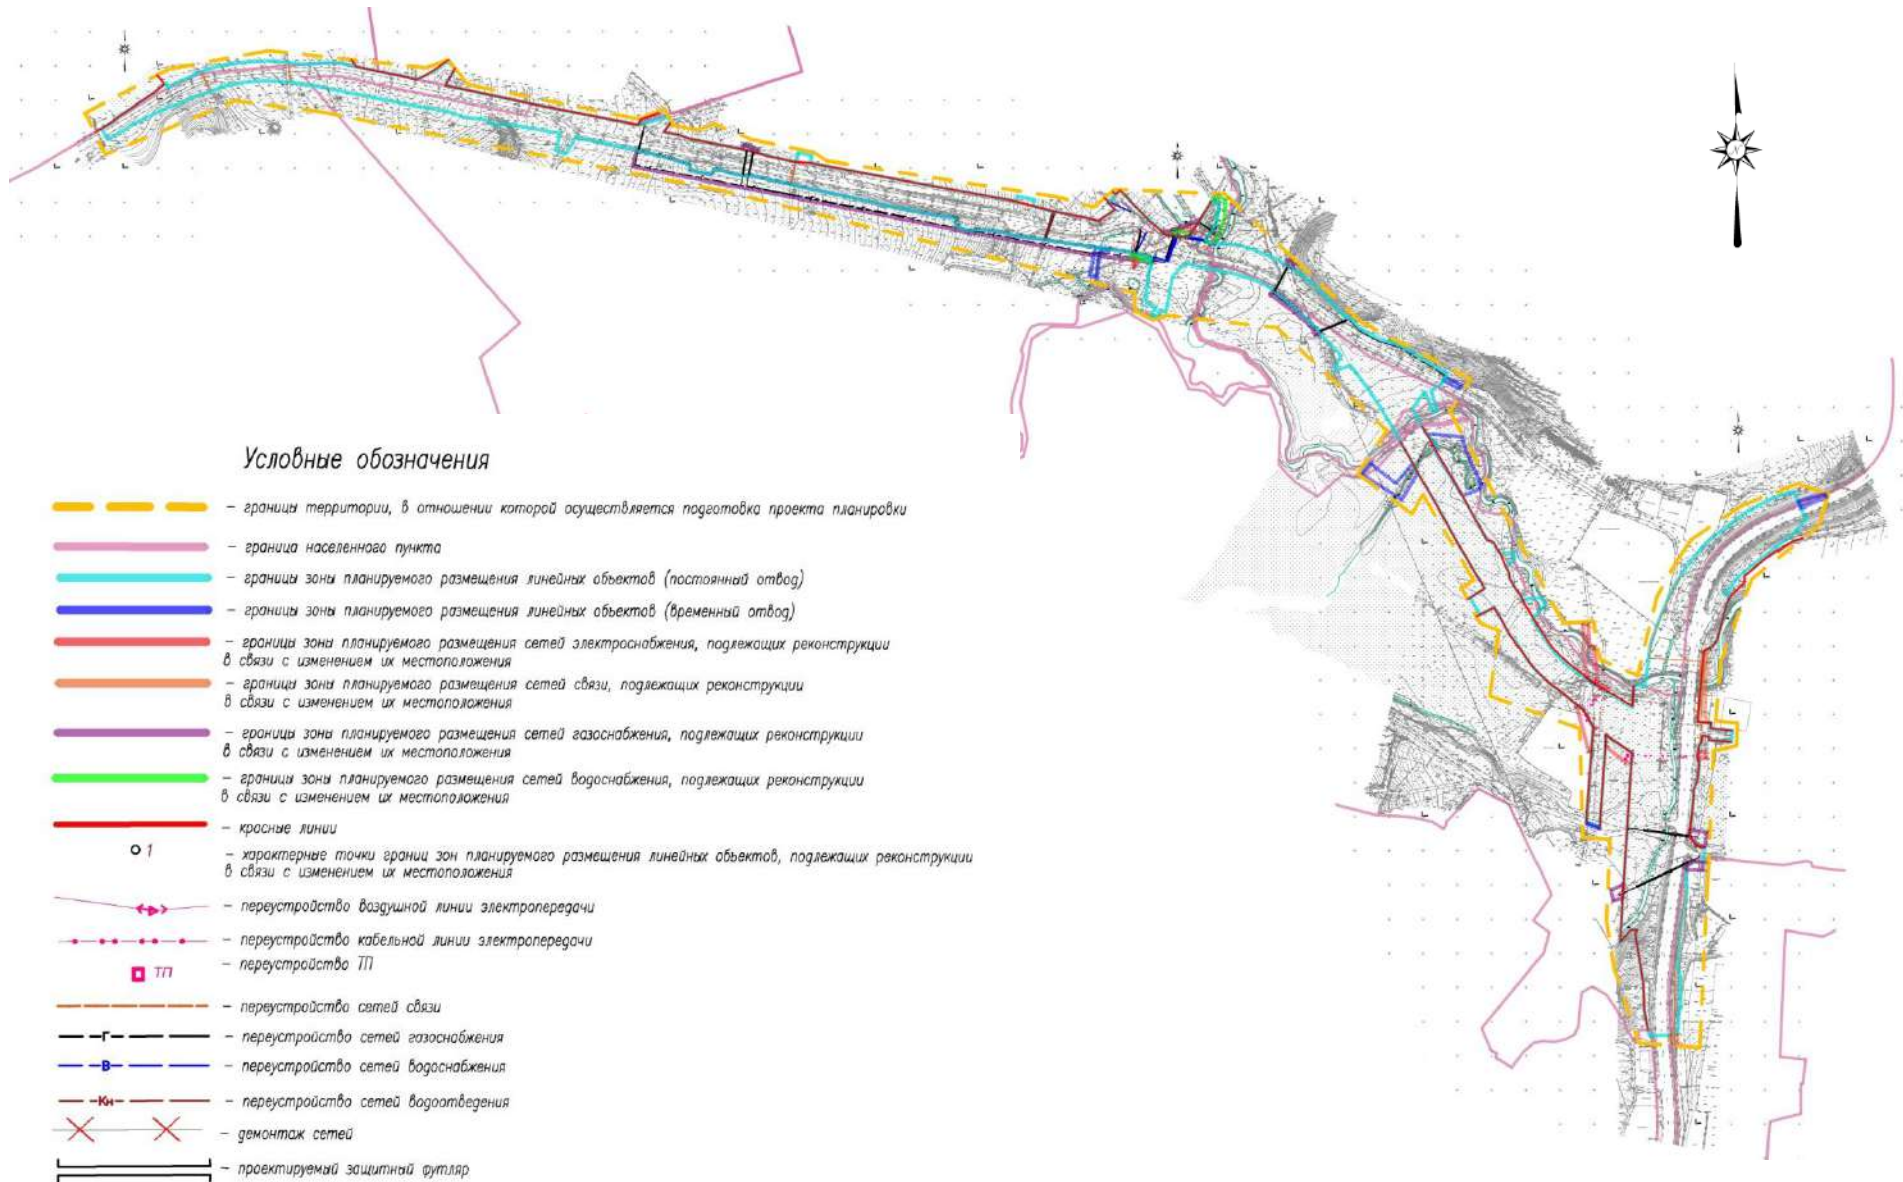 Условные обозначения
– границы территории, в отношении которой осуществляется подготовка проекта планировки
– граница населенного пункта
– границы зоны планируемого размещения линейных объектов (постоянный отвод)
– границы зоны планируемого размещения линейных объектов (временный отвод)
– границы зоны планируемого размещения сетей электроснабжения, подлежащих реконструкции
в связи с изменением их местоположения
– границы зоны планируемого размещения сетей связи, подлежащих реконструкции
в связи с изменением их местоположения
– границы зоны планируемого размещения сетей газоснабжения, подлежащих реконструкции
в связи с изменением их местоположения
– границы зоны планируемого размещения сетей водоснабжения, подлежащих реконструкции
в связи с изменением их местоположения
– красные линии
1 – характерные точки границ зон планируемого размещения линейных объектов, подлежащих реконструкции
в связи с изменением их местоположения
– переустройство воздушной линии электропередачи
– переустройство кабельной линии электропередачи
ТП – переустройство ТП
– переустройство сетей связи
Г – переустройство сетей газоснабжения
В – переустройство сетей водоснабжения
Кн – переустройство сетей водоотведения
– демонтаж сетей
– проектируемый защитный футляр